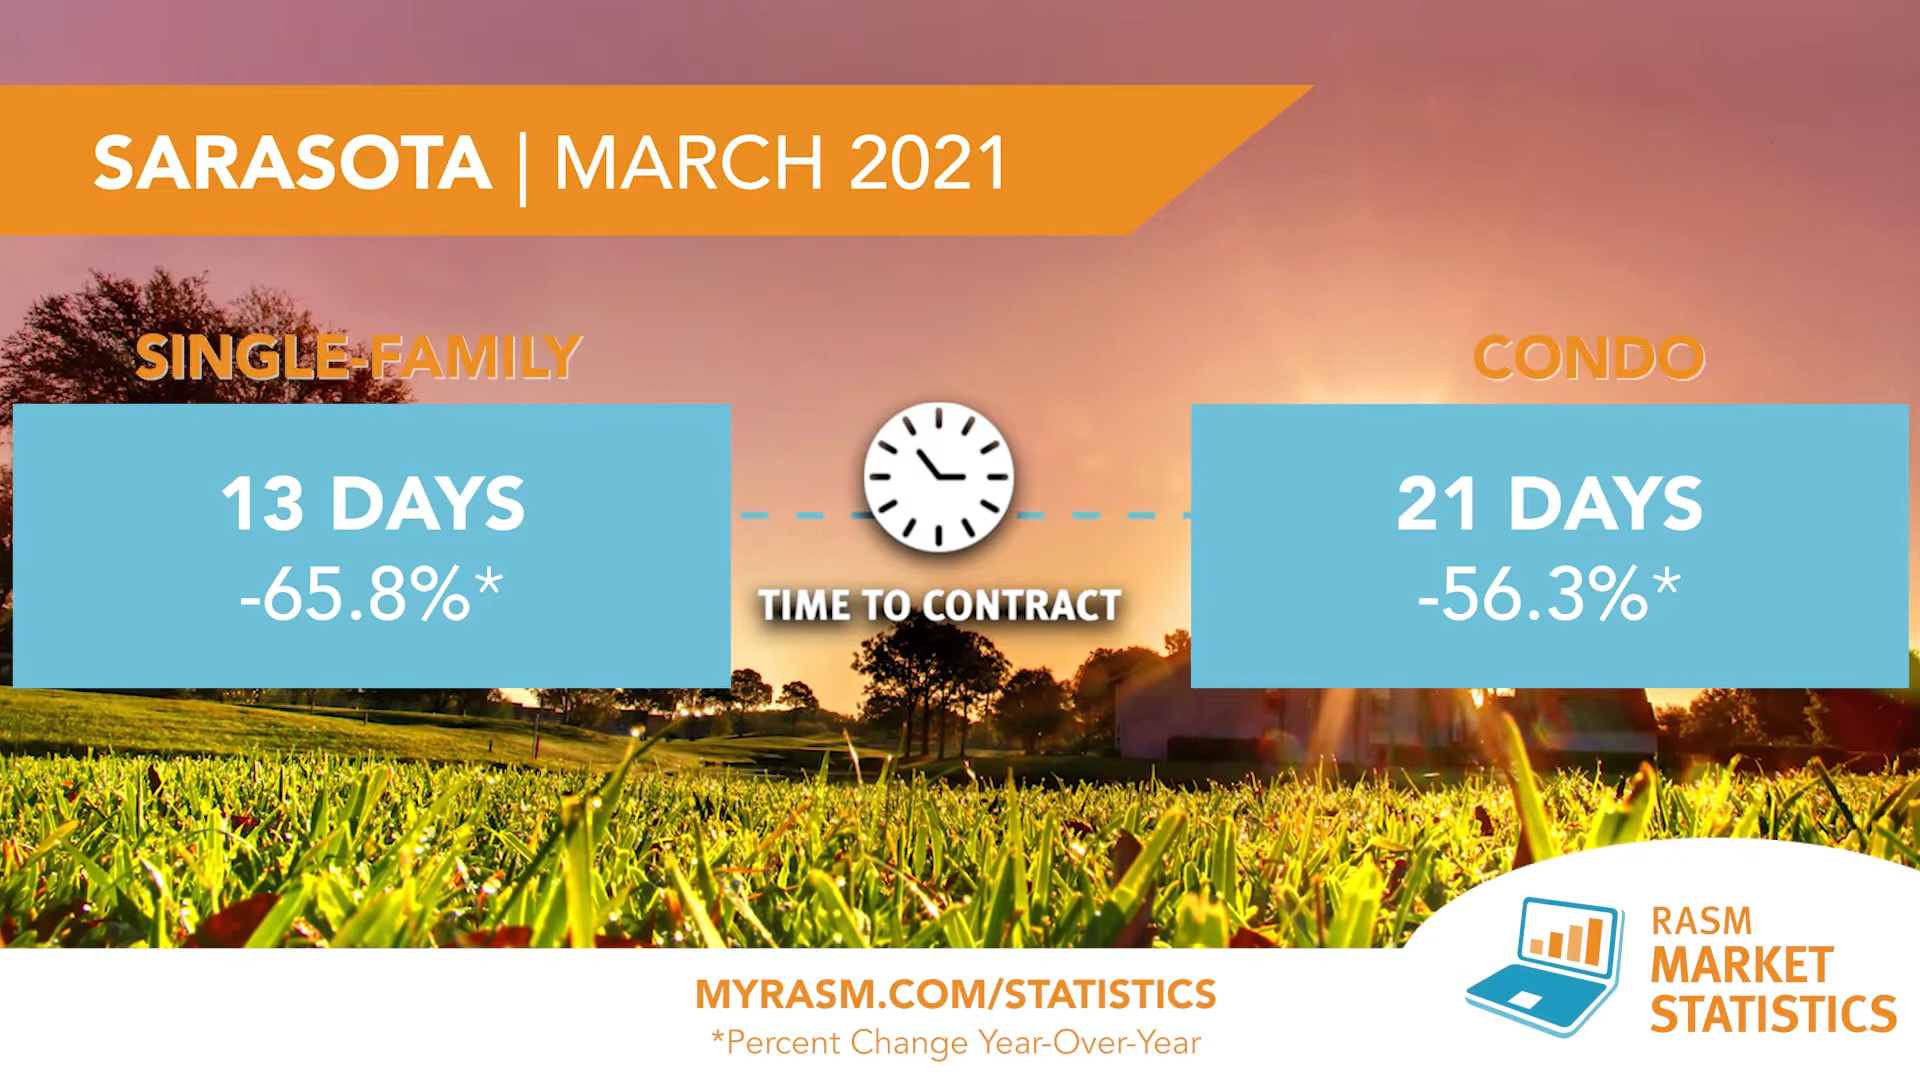 SARASOTA | MARCH 2021
SINGLE-FAMILY
13 DAYS
-65.8%*
TIME TO CONTRACT
CONDO
21 DAYS
-56.3%*
MYRASM.COM/STATISTICS
*Percent Change Year-Over-Year
RASM
MARKET
STATISTICS